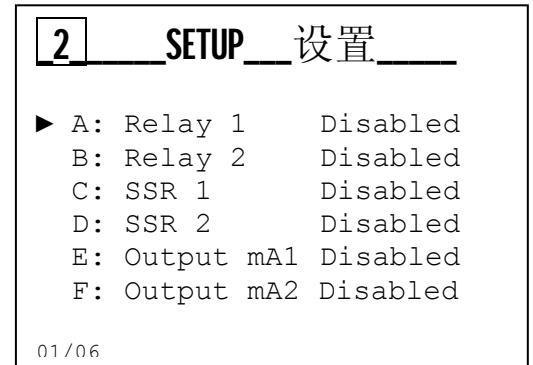 2 SETUP 设置
► A: Relay 1 Disabled
B: Relay 2 Disabled
C: SSR 1 Disabled
D: SSR 2 Disabled
E: Output mA1 Disabled
F: Output mA2 Disabled
01/06